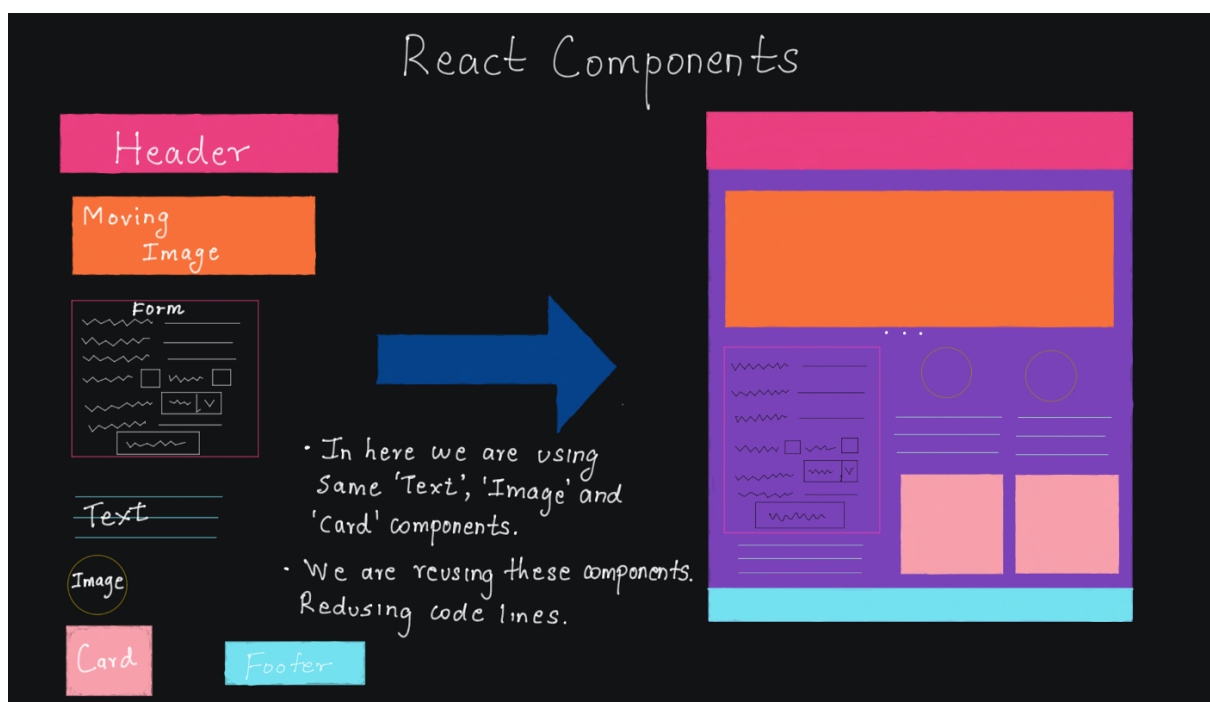 React Components
Header
Moving
Image
Form
Text
Image
Card
Footer
· In here we are using
Same 'Text', 'Image' and
'Card' components.
· We are reusing these components.
Redusing code lines.